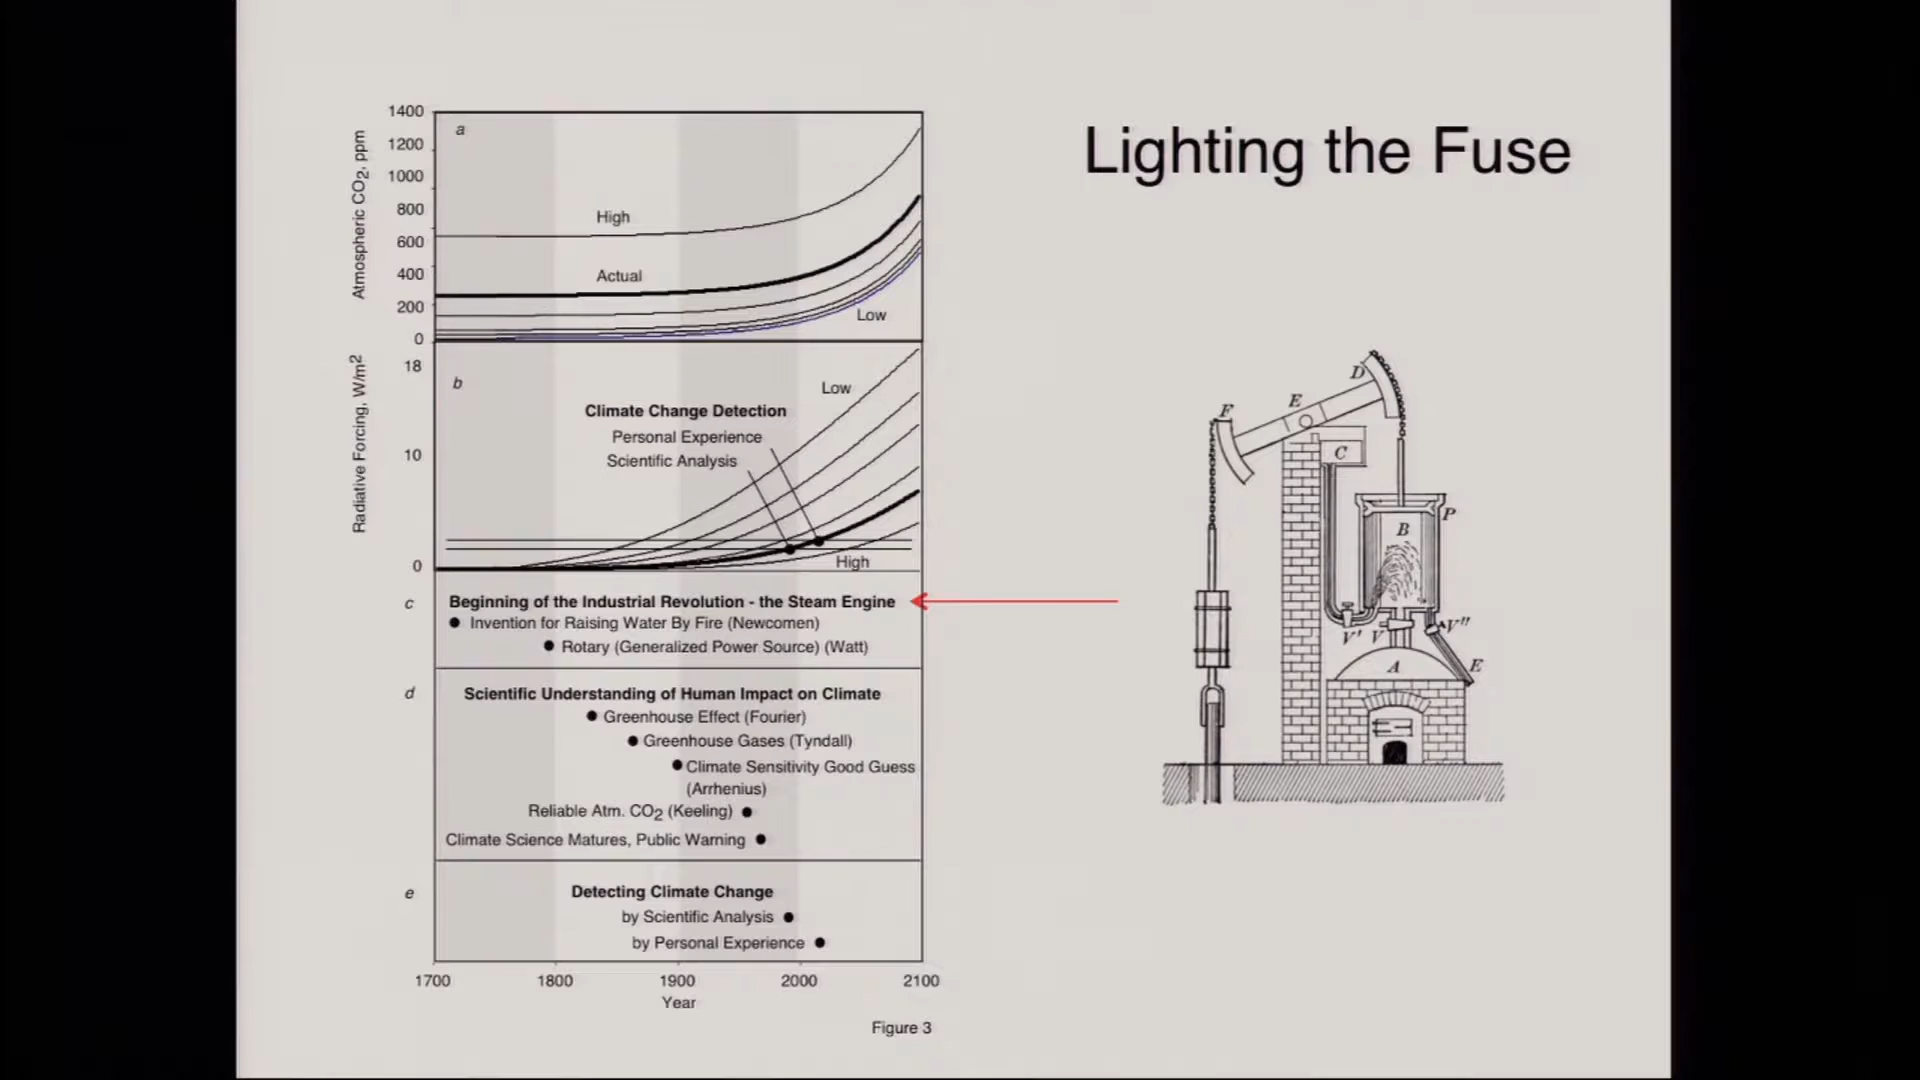 Lighting the Fuse
1400
1200
1000
800
600
400
200
0
Atmospheric CO2, ppm
a
High
Actual
Low
18
10
0
Radiative Forcing, W/m2
b
Low
Climate Change Detection
Personal Experience
Scientific Analysis
High
c
Beginning of the Industrial Revolution - the Steam Engine
Invention for Raising Water By Fire (Newcomen)
Rotary (Generalized Power Source) (Watt)
d
Scientific Understanding of Human Impact on Climate
Greenhouse Effect (Fourier)
Greenhouse Gases (Tyndall)
Climate Sensitivity Good Guess
(Arrhenius)
Reliable Atm. CO2 (Keeling)
Climate Science Matures, Public Warning
e
Detecting Climate Change
by Scientific Analysis
by Personal Experience
1700 1800 1900 2000 2100
Year
Figure 3
D
E
F
C
P
B
V' V V"
A
E